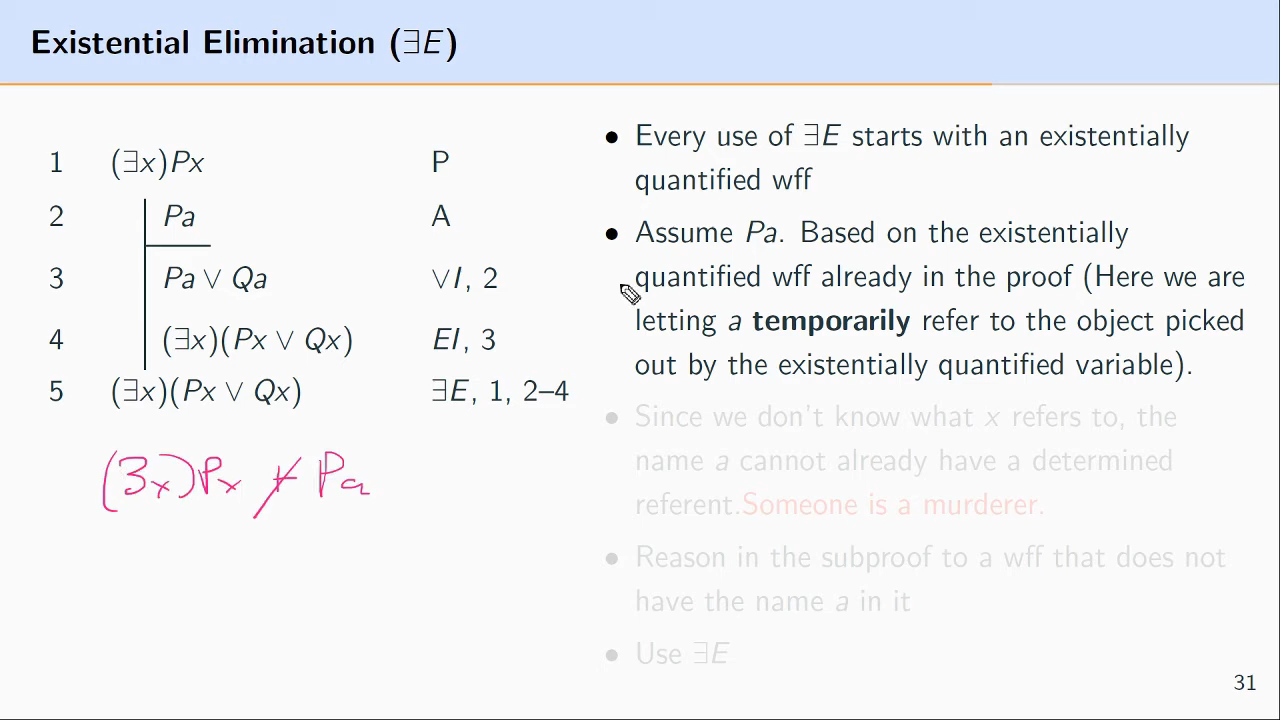 Existential Elimination (∃E)
1 (∃x)Px P
2 Pa A
3 Pa ∨ Qa ∨I, 2
4 (∃x)(Px ∨ Qx) EI, 3
5 (∃x)(Px ∨ Qx) ∃E, 1, 2–4
(∃x)Px ⊬ Pa
• Every use of ∃E starts with an existentially
quantified wff
• Assume Pa. Based on the existentially
quantified wff already in the proof (Here we are
letting a temporarily refer to the object picked
out by the existentially quantified variable).
• Since we don't know what x refers to, the
name a cannot already have a determined
referent.Someone is a murderer.
• Reason in the subproof to a wff that does not
have the name a in it
• Use ∃E
31